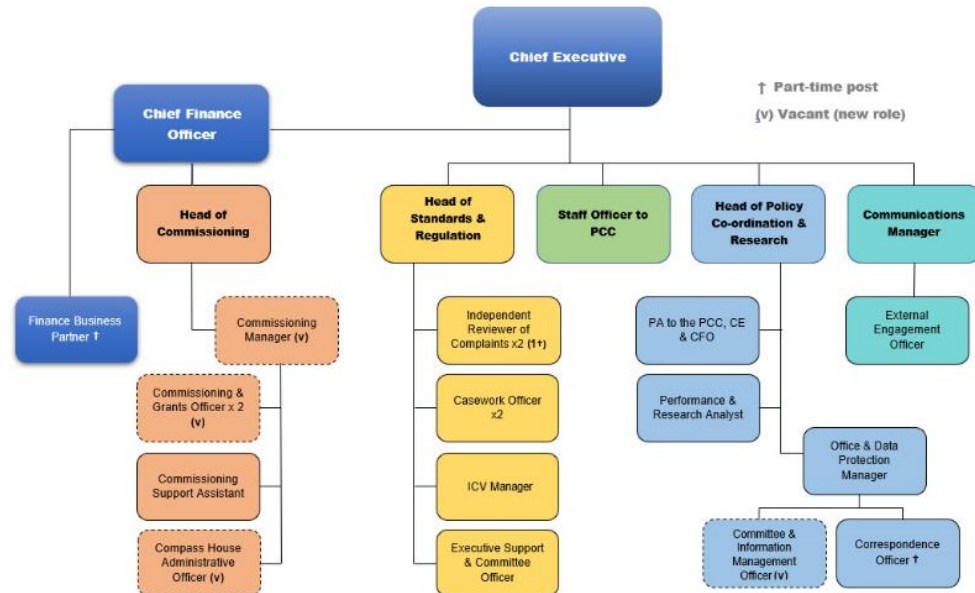 Chief Executive
† Part-time post
(v) Vacant (new role)
Chief Finance
Officer
Head of
Commissioning
Head of
Standards &
Regulation
Staff Officer to
PCC
Head of Policy
Co-ordination &
Research
Communications
Manager
Finance Business
Partner †
Commissioning
Manager (v)
Independent
Reviewer of
Complaints x2 (1+)
PA to the PCC, CE
& CFO
External
Engagement
Officer
Commissioning &
Grants Officer x 2
(v)
Casework Officer
x2
Performance &
Research Analyst
Office & Data
Protection
Manager
Commissioning
Support Assistant
ICV Manager
Compass House
Administrative
Officer (v)
Executive Support
& Committee
Officer
Committee &
Information
Management
Officer (v)
Correspondence
Officer †